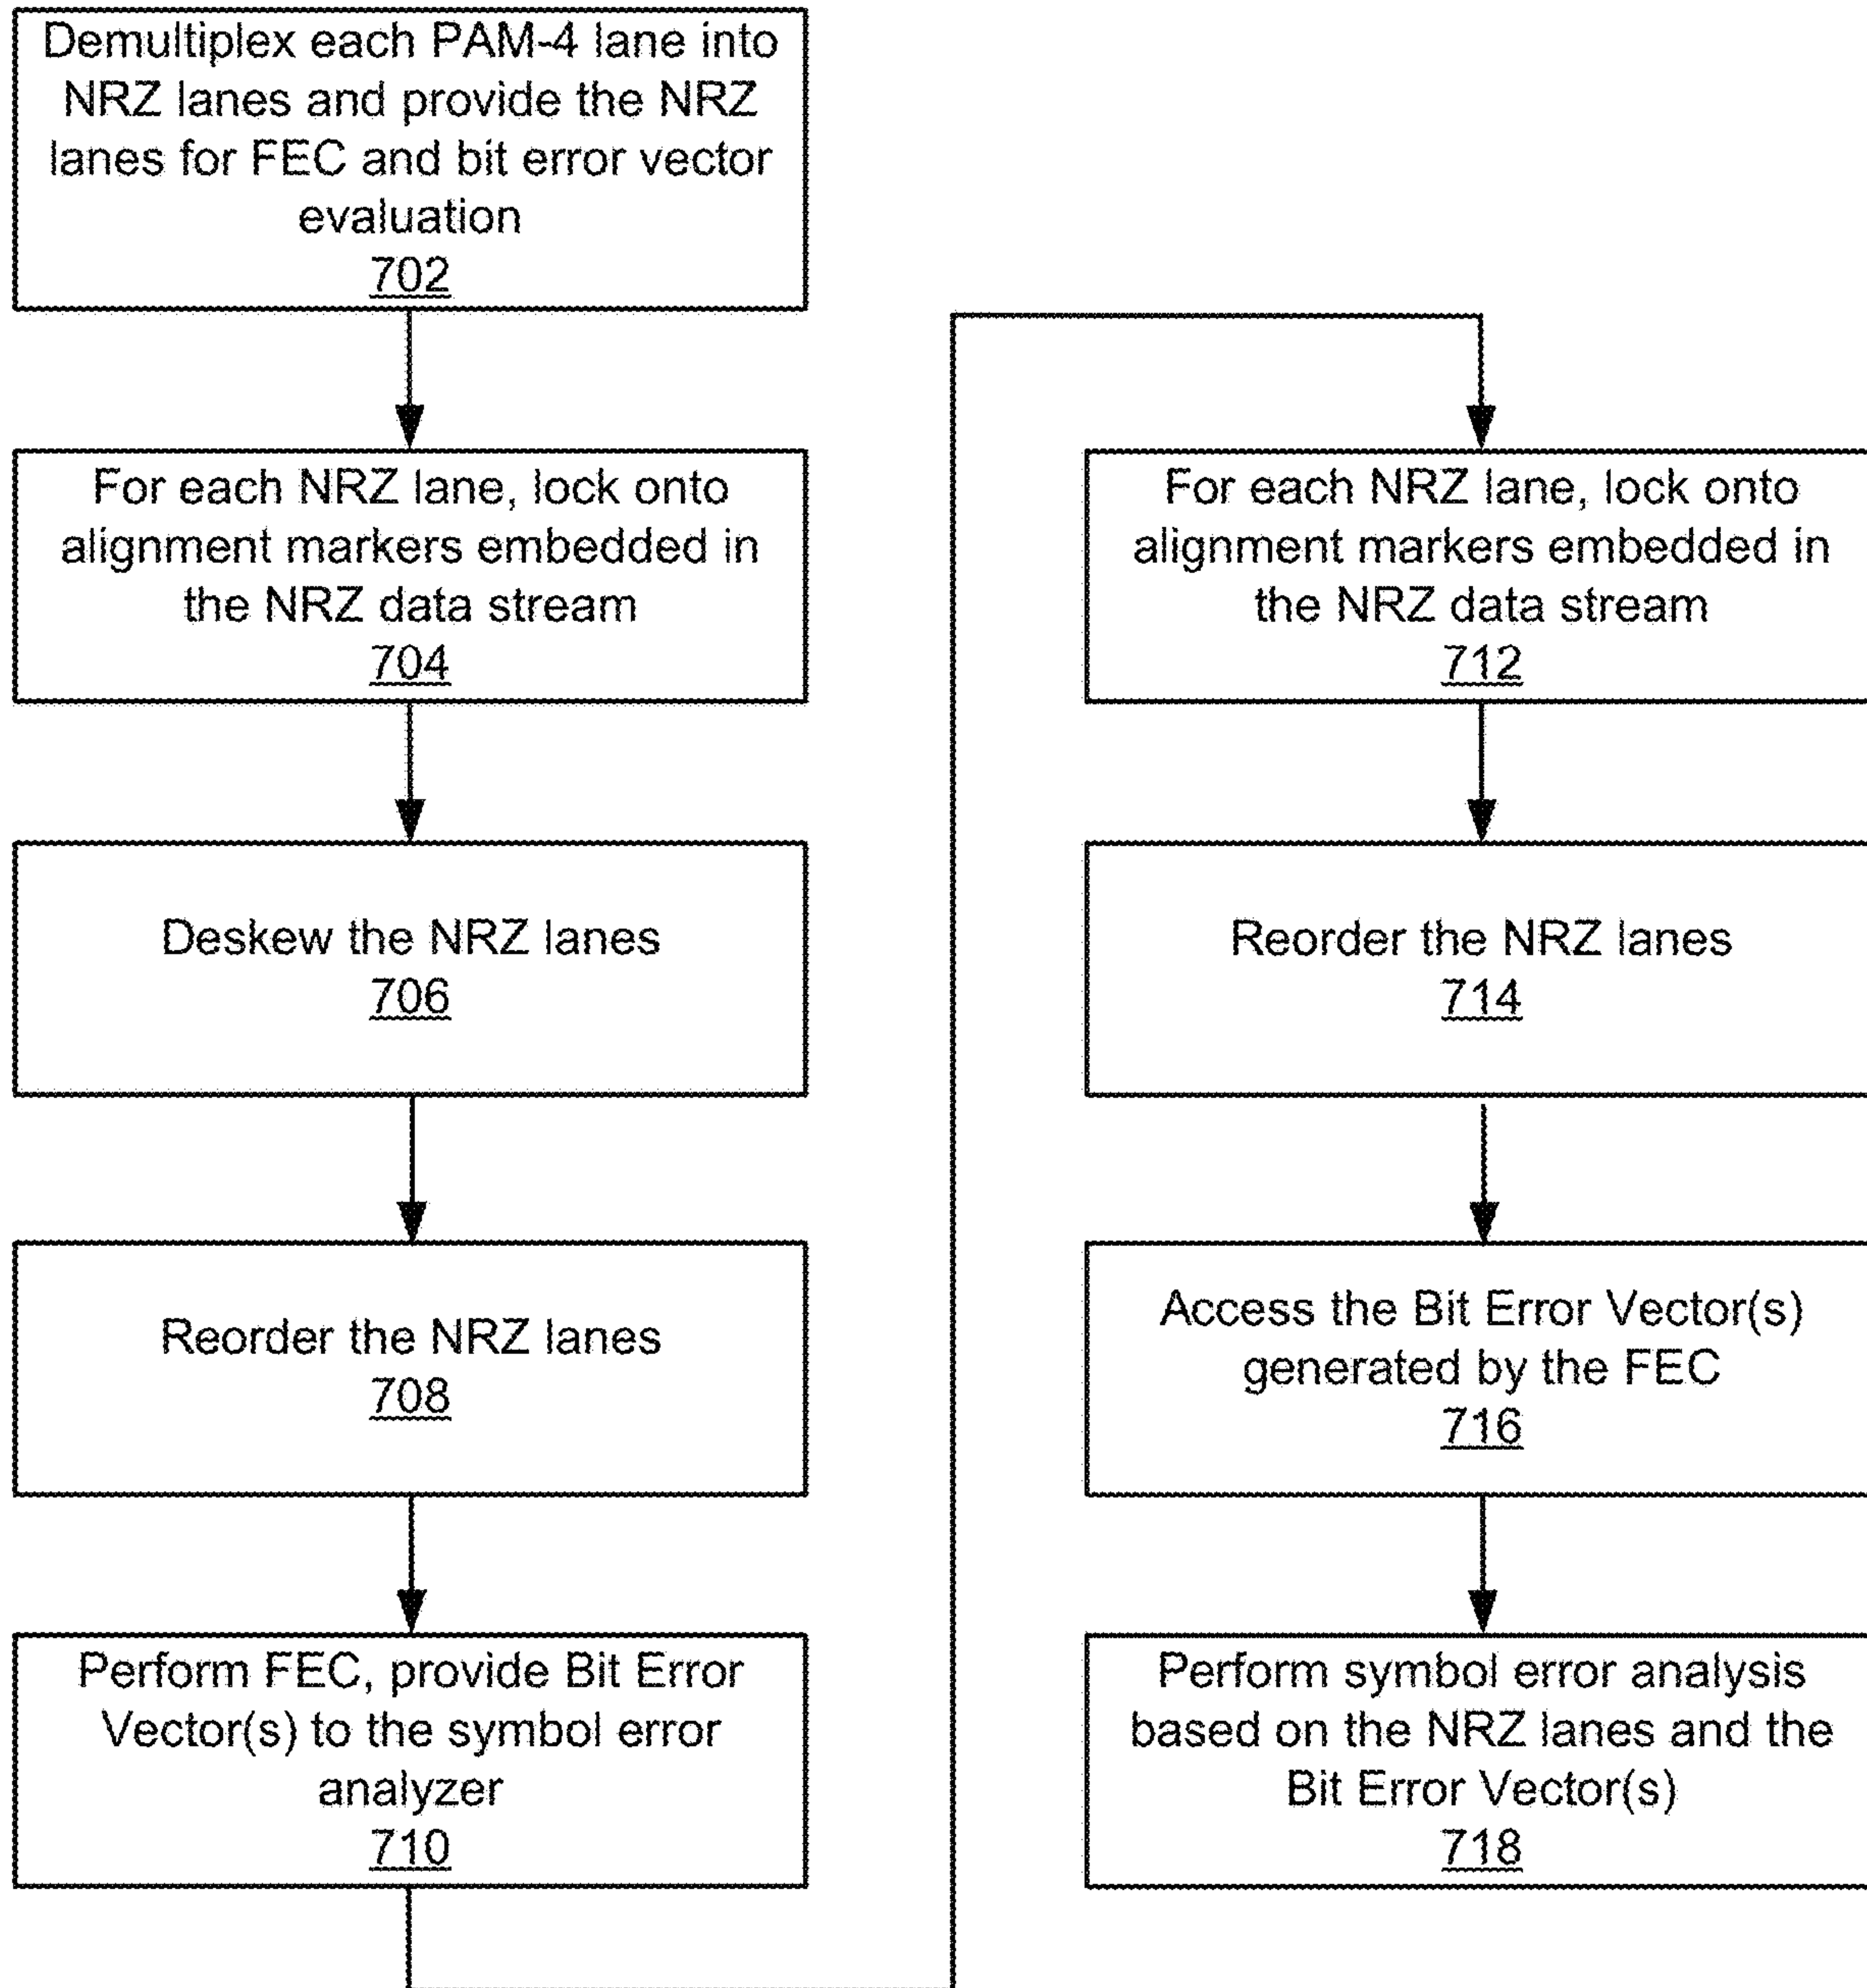 Demultiplex each PAM-4 lane into
NRZ lanes and provide the NRZ
lanes for FEC and bit error vector
evaluation
702
For each NRZ lane, lock onto
alignment markers embedded in
the NRZ data stream
704
Deskew the NRZ lanes
706
Reorder the NRZ lanes
708
Perform FEC, provide Bit Error
Vector(s) to the symbol error
analyzer
710
For each NRZ lane, lock onto
alignment markers embedded in
the NRZ data stream
712
Reorder the NRZ lanes
714
Access the Bit Error Vector(s)
generated by the FEC
716
Perform symbol error analysis
based on the NRZ lanes and the
Bit Error Vector(s)
718